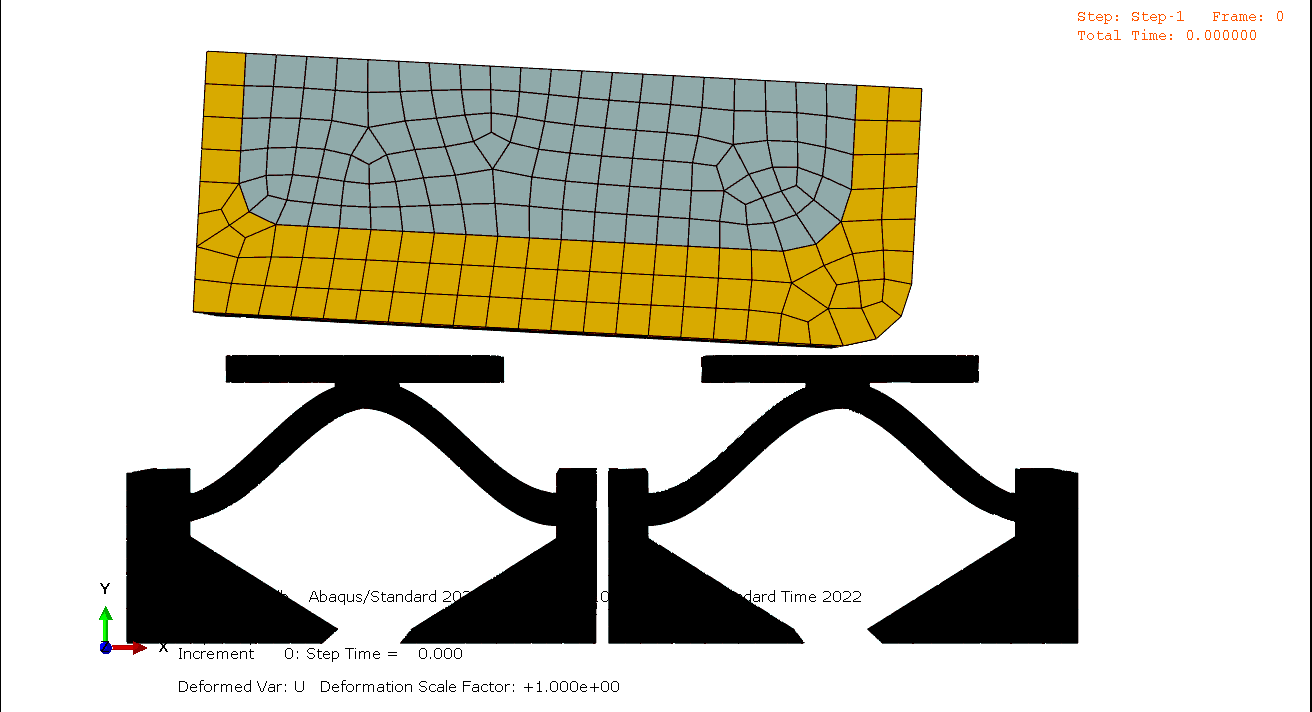 Step: Step-1 Frame: 0
Total Time: 0.000000
Abaqus/Standard 202
dard Time 2022
Y
X
Increment 0: Step Time = 0.000
Deformed Var: U Deformation Scale Factor: +1.000e+00